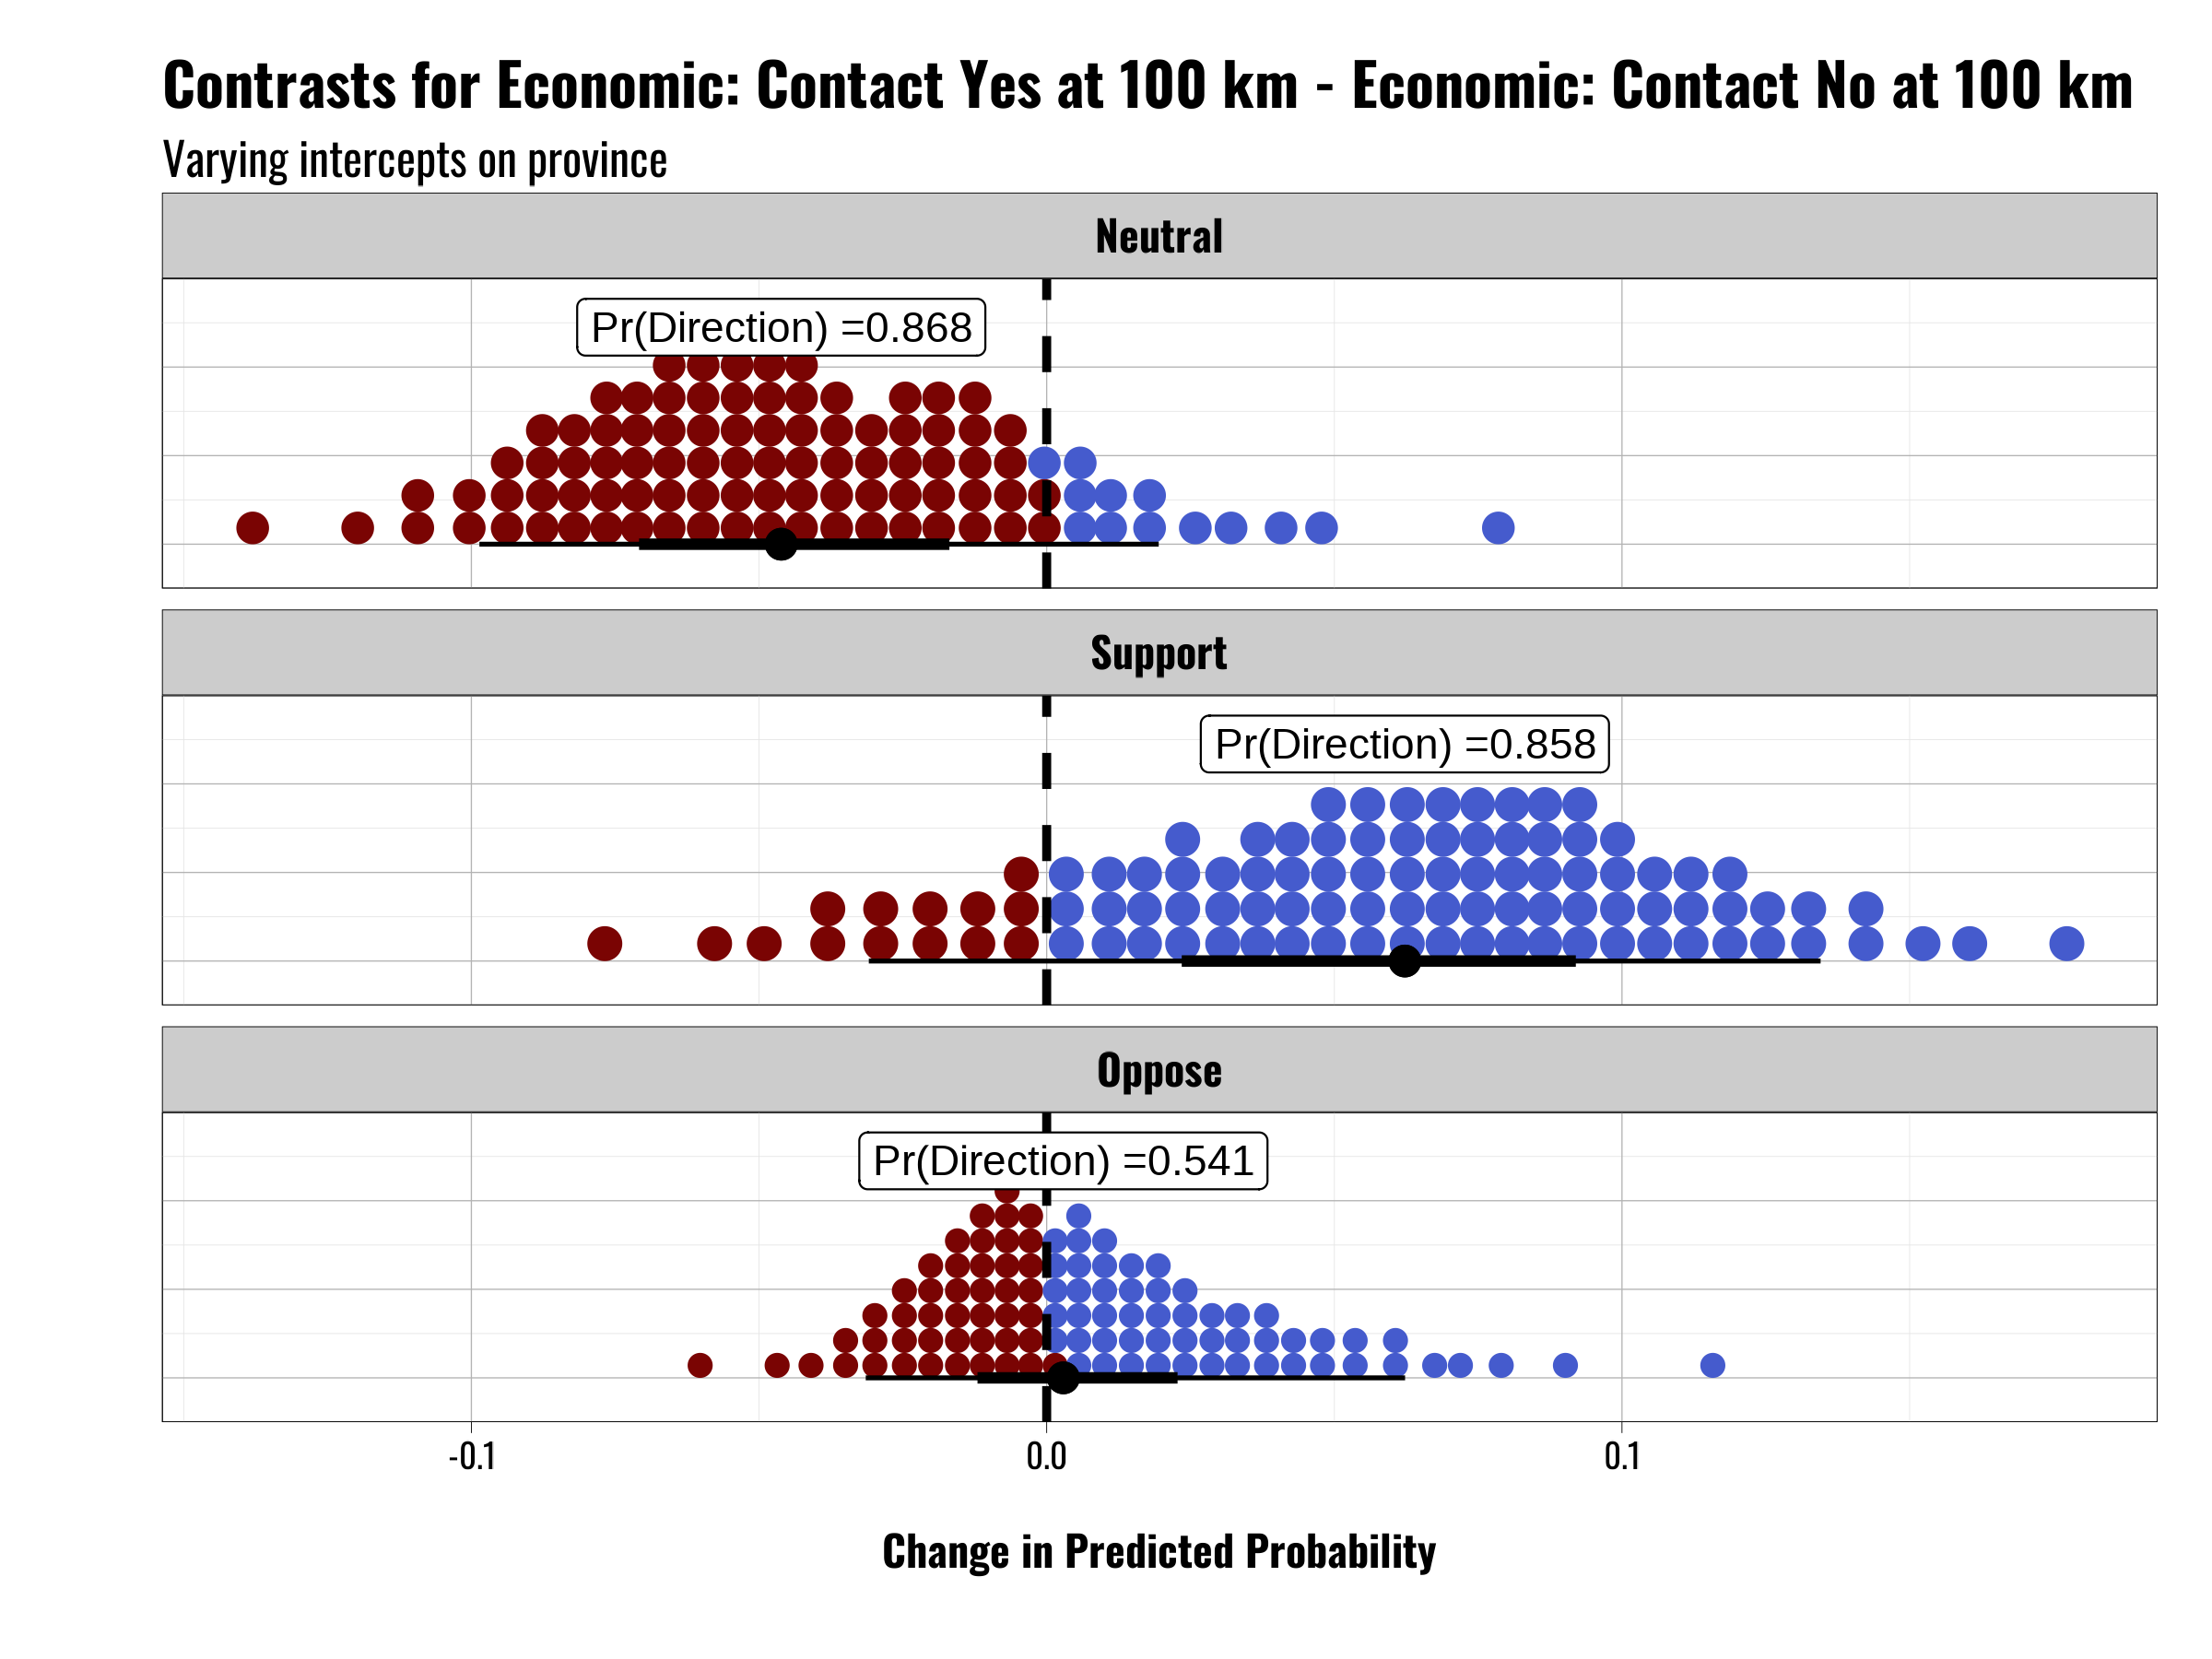 Contrasts for Economic: Contact Yes at 100 km - Economic: Contact No at 100 km
Varying intercepts on province
Neutral
Pr(Direction) =0.868
Support
Pr(Direction) =0.858
Oppose
Pr(Direction) =0.541
-0.1 0.0 0.1
Change in Predicted Probability